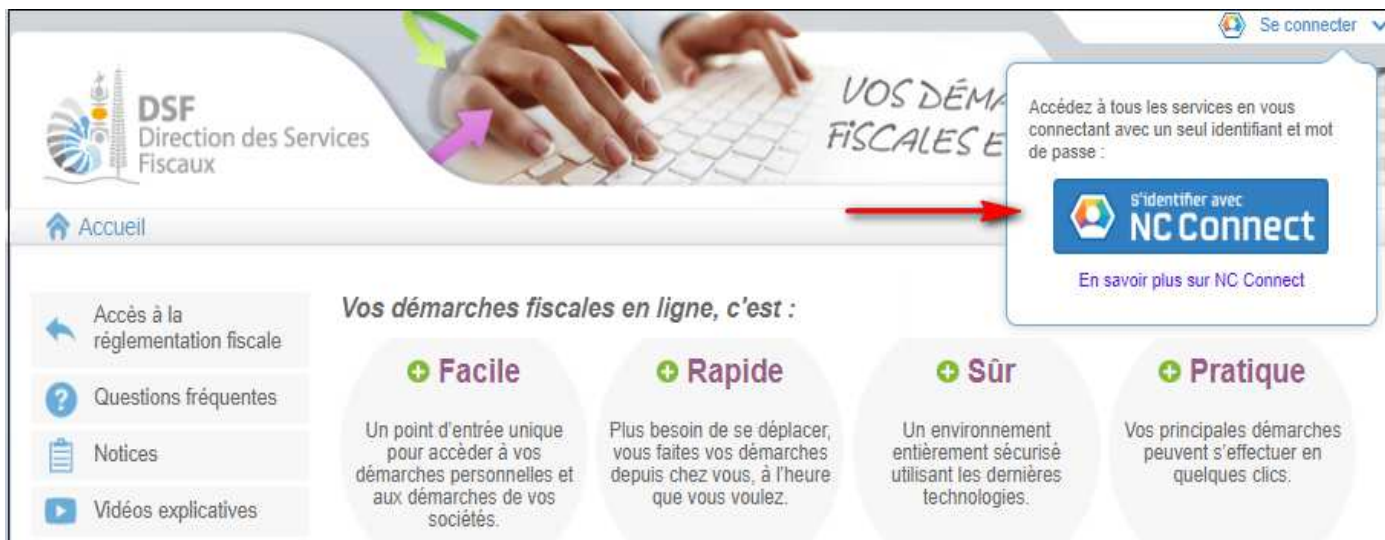 Se connecter
DSF
Direction des Services
Fiscaux
VOS DÉMA
FISCALES E
Accédez à tous les services en vous
connectant avec un seul identifiant et mot
de passe :
S'identifier avec
NC Connect
En savoir plus sur NC Connect
Accueil
Accès à la
réglementation fiscale
Questions fréquentes
Notices
Vidéos explicatives
Vos démarches fiscales en ligne, c'est :
Facile
Un point d'entrée unique
pour accèder à vos
démarches personnelles et
aux démarches de vos
sociétés.
Rapide
Plus besoin de se déplacer,
vous faites vos démarches
depuis chez vous, à l'heure
que vous voulez.
Sûr
Un environnement
entièrement sécurisé
utilisant les dernières
technologies.
Pratique
Vos principales démarches
peuvent s'effectuer en
quelques clics.